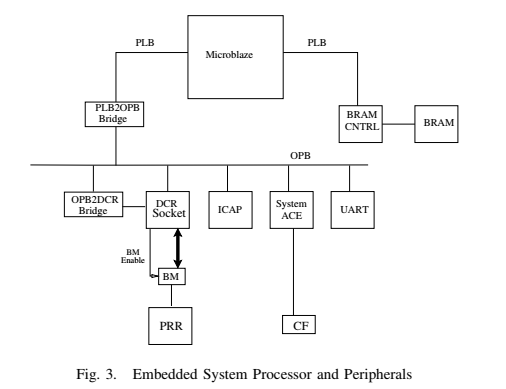 PLB
Microblaze
PLB
PLB2OPB
Bridge
BRAM
CNTRL
BRAM
OPB
OPB2DCR
Bridge
DCR
Socket
ICAP
System
ACE
UART
BM
Enable
BM
PRR
CF
Fig. 3. Embedded System Processor and Peripherals